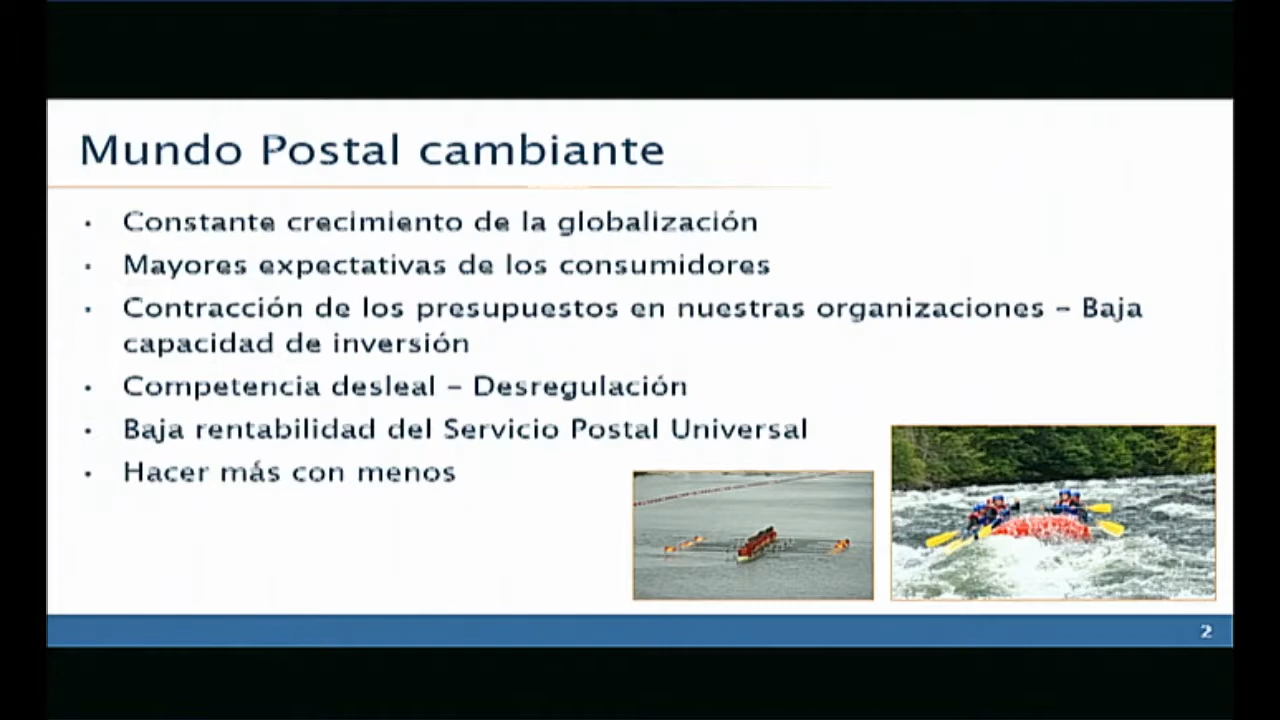 Mundo Postal cambiante
• Constante crecimiento de la globalización
• Mayores expectativas de los consumidores
• Contracción de los presupuestos en nuestras organizaciones – Baja
capacidad de inversión
• Competencia desleal – Desregulación
• Baja rentabilidad del Servicio Postal Universal
• Hacer más con menos
2